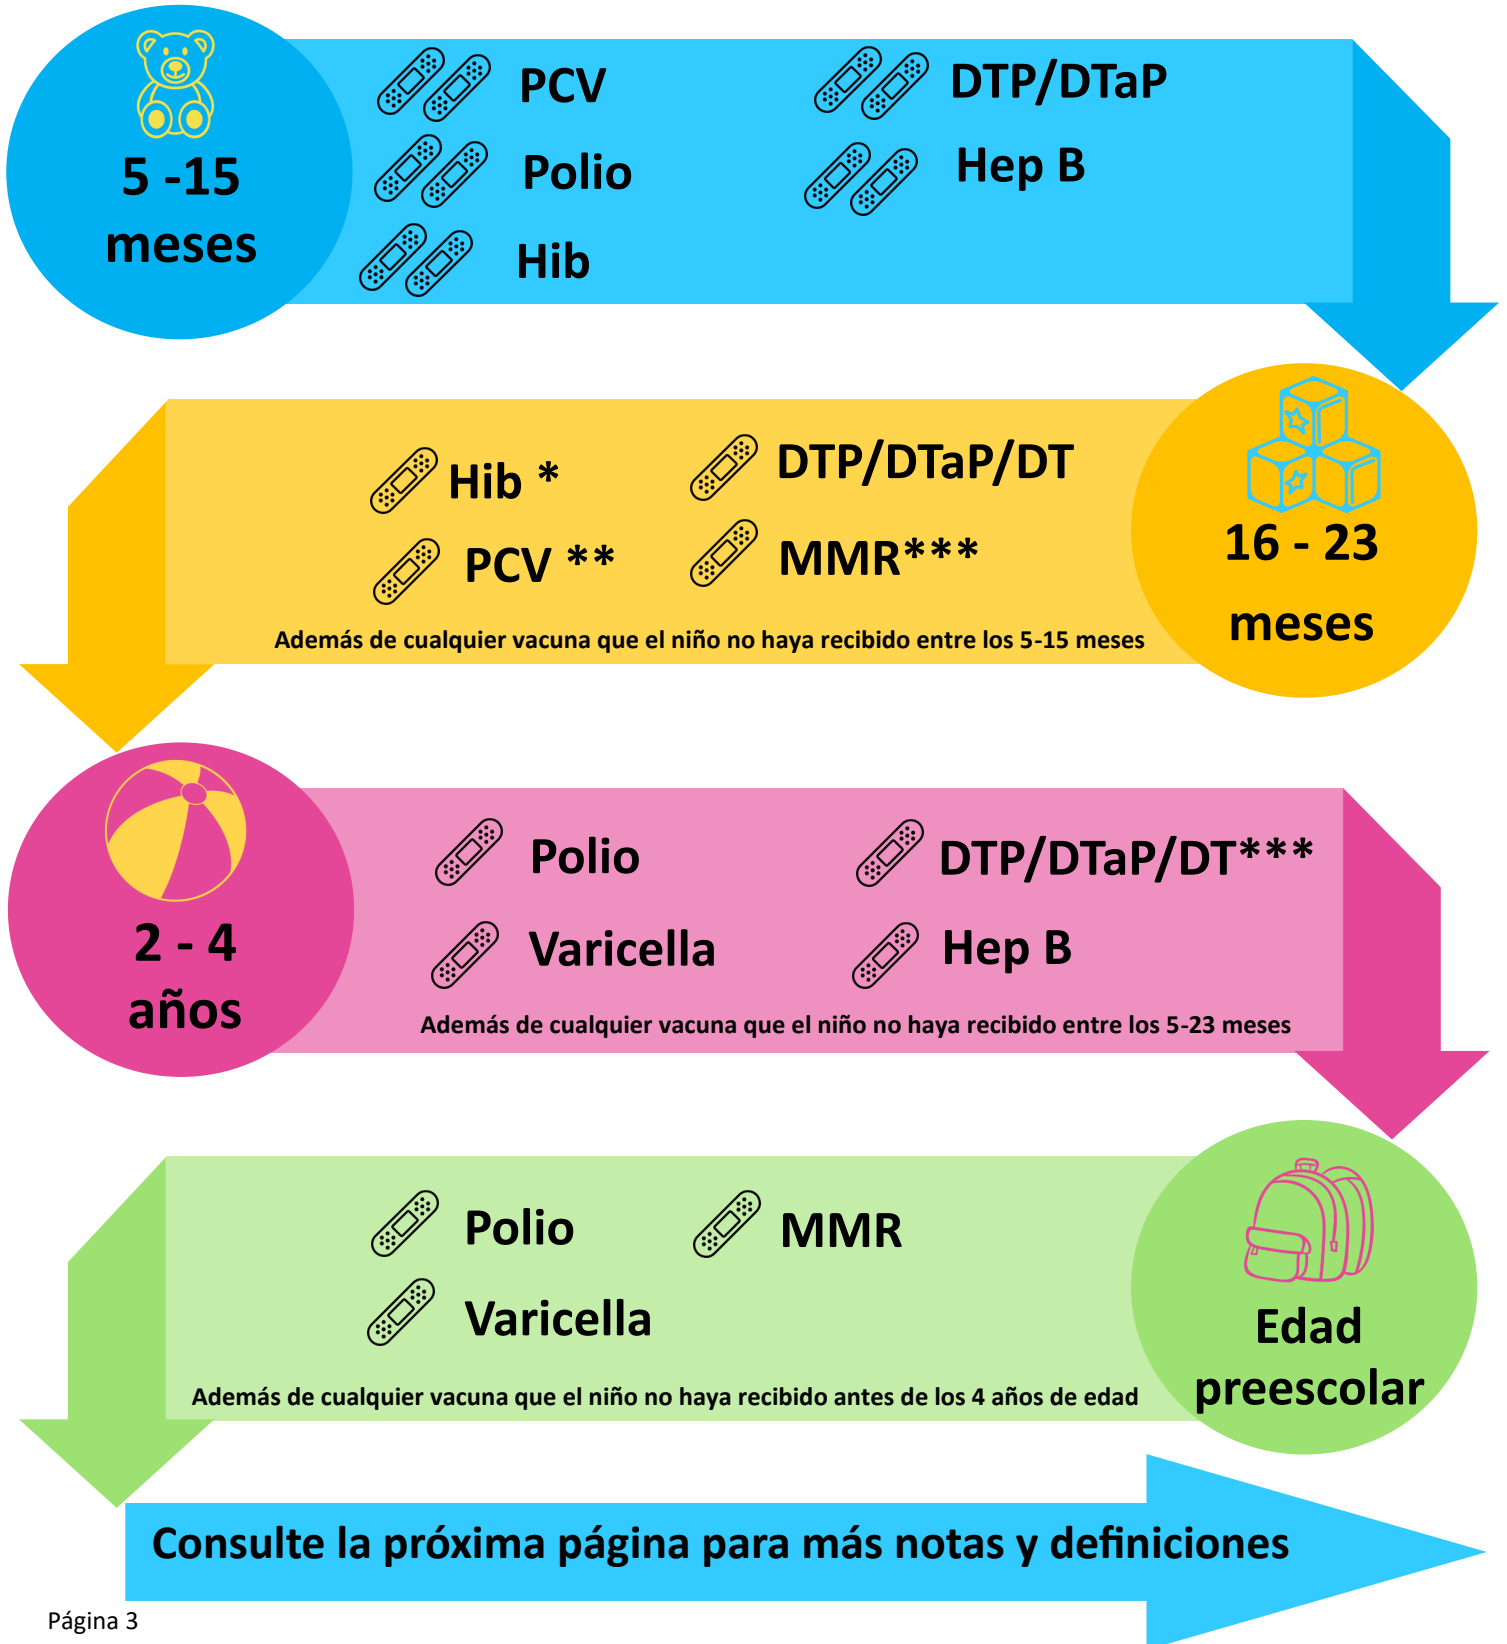 5 -15
meses
PCV
Polio
Hib
DTP/DTaP
Hep B
16 - 23
meses
Hib *
PCV **
DTP/DTaP/DT
MMR***
Además de cualquier vacuna que el niño no haya recibido entre los 5-15 meses
2 - 4
años
Polio
Varicella
DTP/DTaP/DT***
Hep B
Además de cualquier vacuna que el niño no haya recibido entre los 5-23 meses
Edad
preescolar
Polio
Varicella
MMR
Además de cualquier vacuna que el niño no haya recibido antes de los 4 años de edad
Consulte la próxima página para más notas y definiciones
Página 3